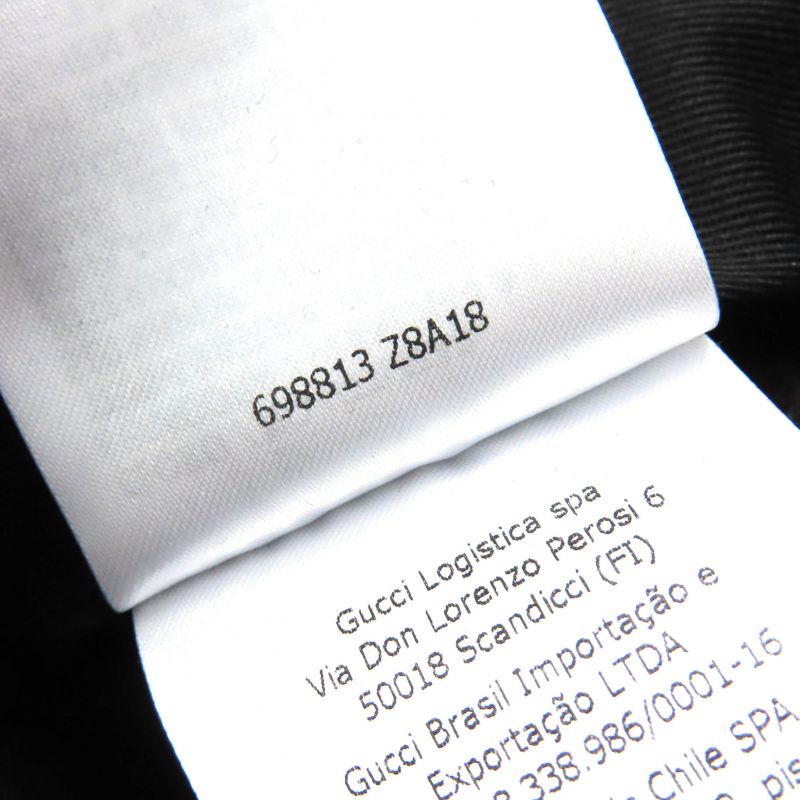 698813 Z8A18
Gucci Logistica spa
Via Don Lorenzo Perosi 6
50018 Scandicci (FI)
Gucci Brasil Importação e
Exportação LTDA
338.986/0001-16
Chile SPA